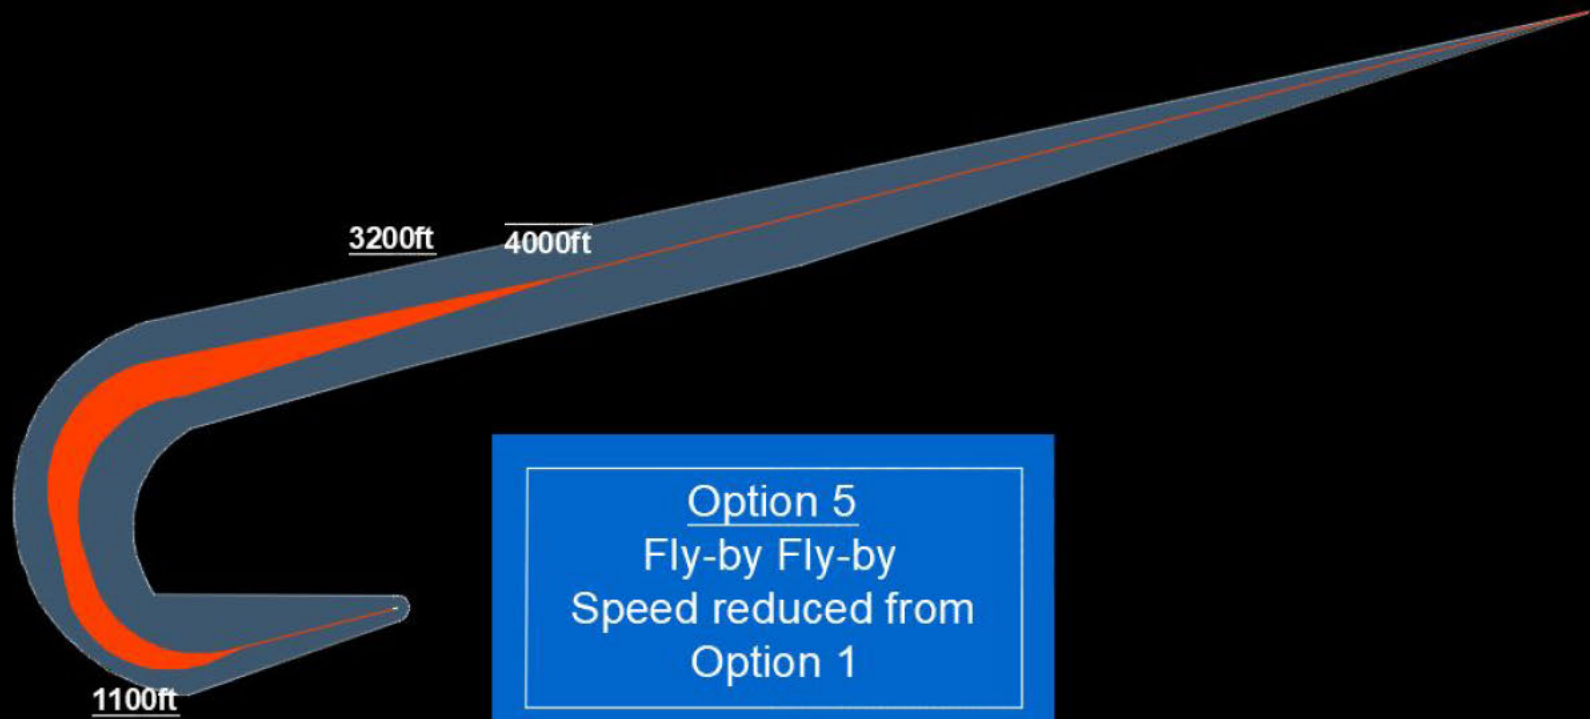 3200ft
4000ft
1100ft
Option 5
Fly-by Fly-by
Speed reduced from
Option 1